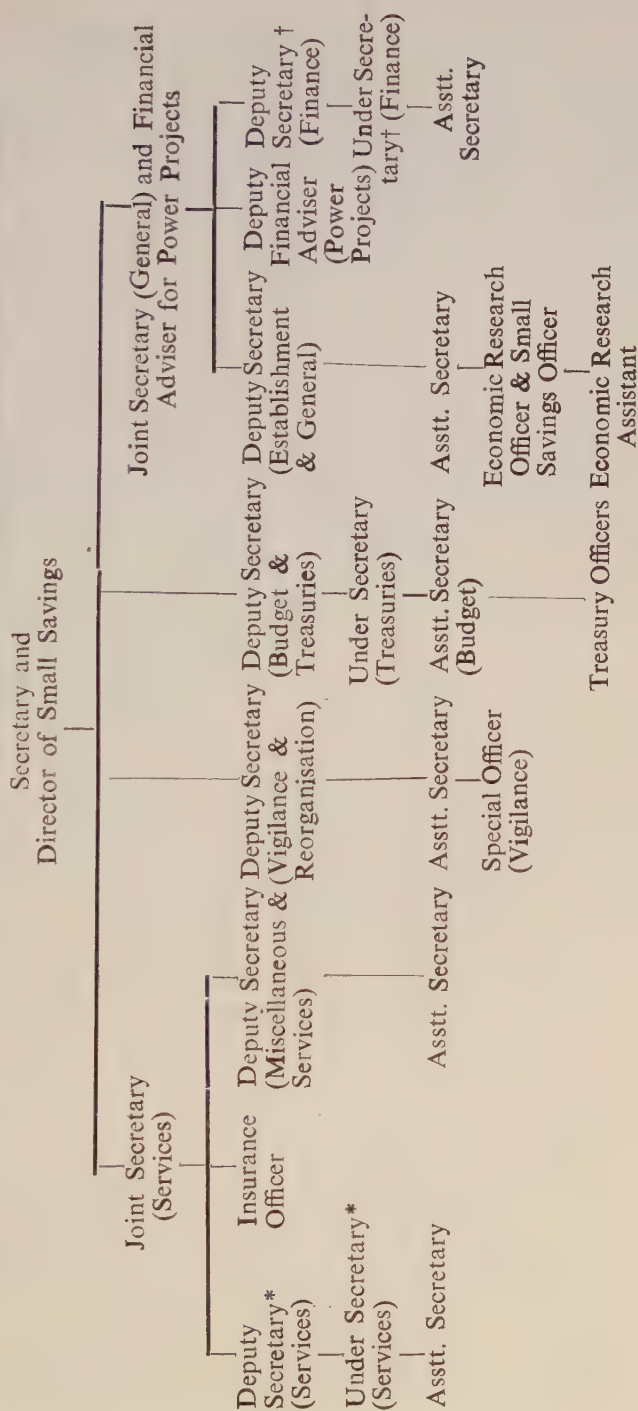 Secretary and
Director of Small Savings
Joint Secretary
(Services)
Joint Secretary (General) and Financial
Adviser for Power Projects
Deputy
Secretary*
(Services)
Under Secretary*
(Services)
Asstt. Secretary
Insurance
Officer
Deputy Secretary
(Miscellaneous &
Services)
Asstt. Secretary
Deputy Secretary
(Vigilance &
Reorganisation)
Asstt. Secretary
Special Officer
(Vigilance)
Deputy Secretary
(Budget &
Treasuries)
Under Secretary
(Treasuries)
Asstt. Secretary
(Budget)
Treasury Officers
Deputy Secretary
(Establishment
& General)
Asstt. Secretary
Economic Research
Officer & Small
Savings Officer
Economic Research
Assistant
Deputy
Financial
Adviser
(Power
Projects)
Deputy
Secretary †
(Finance)
Under Secre-
tary† (Finance)
Asstt.
Secretary